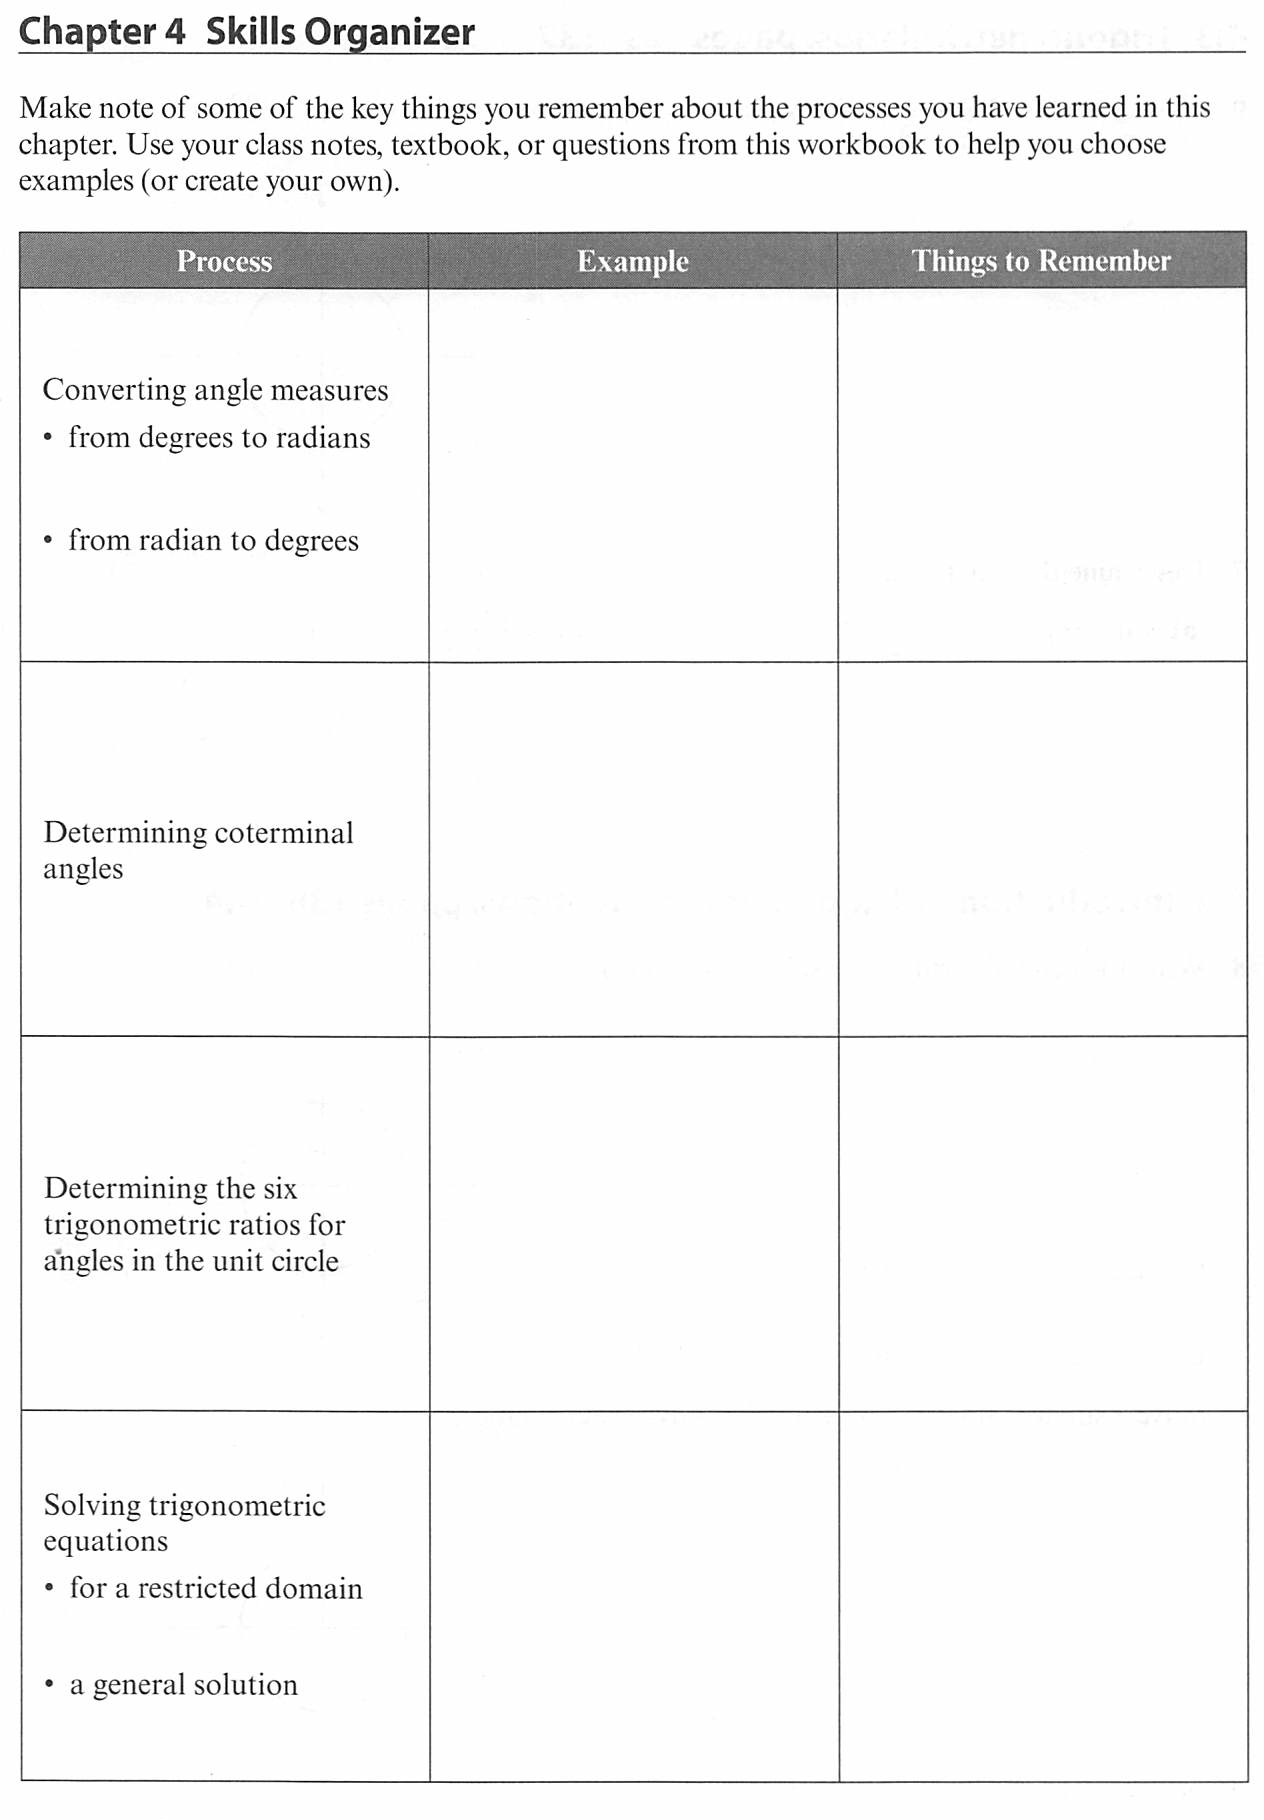 Chapter 4 Skills Organizer
Make note of some of the key things you remember about the processes you have learned in this
chapter. Use your class notes, textbook, or questions from this workbook to help you choose
examples (or create your own).
Process Example Things to Remember
Converting angle measures
• from degrees to radians
• from radian to degrees
Determining coterminal
angles
Determining the six
trigonometric ratios for
angles in the unit circle
Solving trigonometric
equations
• for a restricted domain
• a general solution